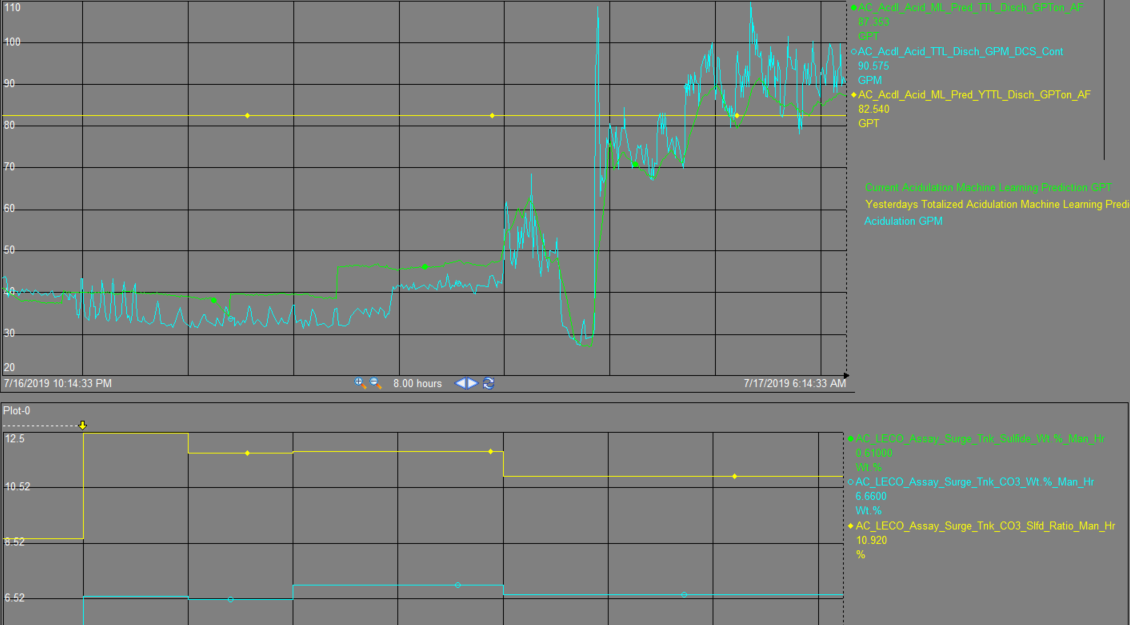 110
100
90
80
70
60
50
40
30
20
7/16/2019 10:14:33 PM
8.00 hours
7/17/2019 6:14:33 AM
AC_Acdl_Acid_ML_Pred_TTL_Disch_GPTon_AF
87.353
GPT
AC_Acdl_Acid_TTL_Disch_GPM_DCS_Cont
90.575
GPM
AC_Acdl_Acid_ML_Pred_YTTL_Disch_GPTon_AF
82.540
GPT
Current Acidulation Machine Learning Prediction GPT
Yesterdays Totalized Acidulation Machine Learning Predi
Acidulation GPM
Plot-0
12.5
10.52
8.52
6.52
AC_LECO_Assay_Surge_Tnk_Sulfide_Wt.%_Man_Hr
0.61000
Wt.%
AC_LECO_Assay_Surge_Tnk_CO3_Wt.%_Man_Hr
6.6600
Wt.%
AC_LECO_Assay_Surge_Tnk_CO3_Slfd_Ratio_Man_Hr
10.920
%